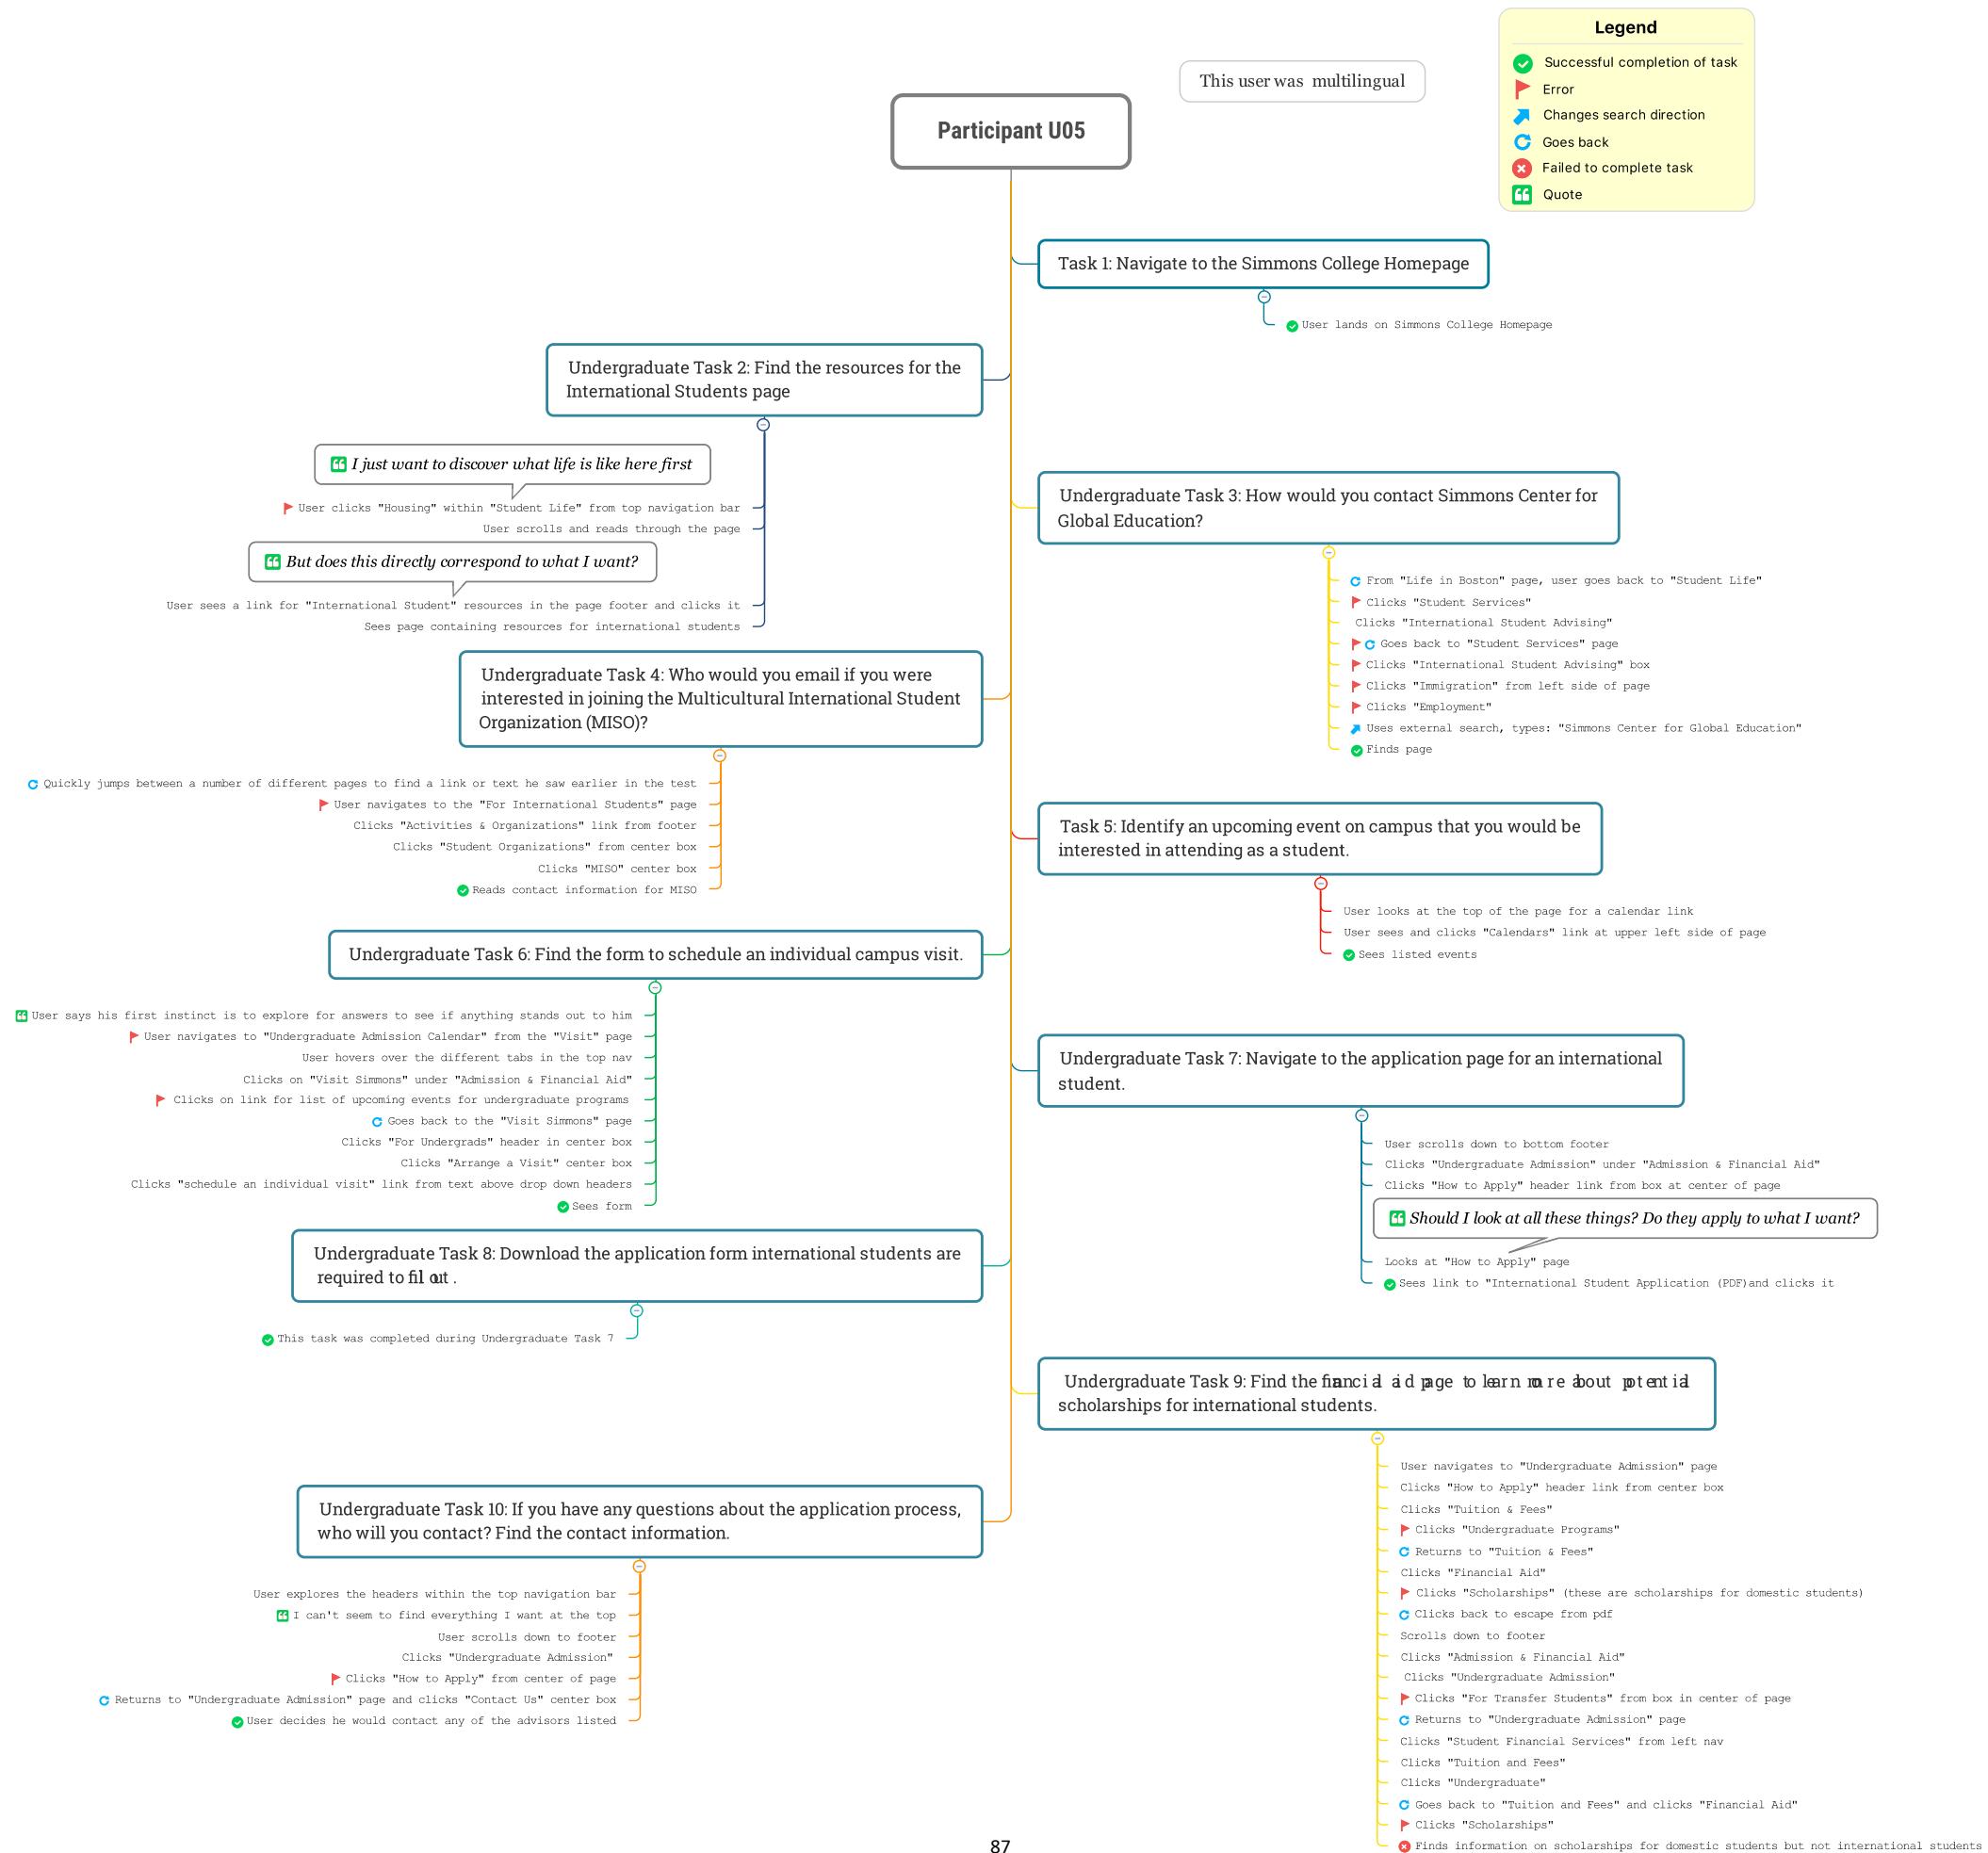 Legend
Successful completion of task
Error
Changes search direction
Goes back
Failed to complete task
Quote
This user was multilingual
Participant U05
Task 1: Navigate to the Simmons College Homepage
User lands on Simmons College Homepage
Undergraduate Task 2: Find the resources for the
International Students page
I just want to discover what life is like here first
User clicks "Housing" within "Student Life" from top navigation bar
User scrolls and reads through the page
But does this directly correspond to what I want?
User sees a link for "International Student" resources in the page footer and clicks it
Sees page containing resources for international students
Undergraduate Task 3: How would you contact Simmons Center for
Global Education?
From "Life in Boston" page, user goes back to "Student Life"
Clicks "Student Services"
Clicks "International Student Advising"
Goes back to "Student Services" page
Clicks "International Student Advising" box
Clicks "Immigration" from left side of page
Clicks "Employment"
Uses external search, types: "Simmons Center for Global Education"
Finds page
Undergraduate Task 4: Who would you email if you were
interested in joining the Multicultural International Student
Organization (MISO)?
Quickly jumps between a number of different pages to find a link or text he saw earlier in the test
User navigates to the "For International Students" page
Clicks "Activities & Organizations" link from footer
Clicks "Student Organizations" from center box
Clicks "MISO" center box
Reads contact information for MISO
Task 5: Identify an upcoming event on campus that you would be
interested in attending as a student.
User looks at the top of the page for a calendar link
User sees and clicks "Calendars" link at upper left side of page
Sees listed events
Undergraduate Task 6: Find the form to schedule an individual campus visit.
User says his first instinct is to explore for answers to see if anything stands out to him
User navigates to "Undergraduate Admission Calendar" from the "Visit" page
User hovers over the different tabs in the top nav
Clicks on "Visit Simmons" under "Admission & Financial Aid"
Clicks on link for list of upcoming events for undergraduate programs
Goes back to the "Visit Simmons" page
Clicks "For Undergrads" header in center box
Clicks "Arrange a Visit" center box
Clicks "schedule an individual visit" link from text above drop down headers
Sees form
Undergraduate Task 7: Navigate to the application page for an international
student.
User scrolls down to bottom footer
Clicks "Undergraduate Admission" under "Admission & Financial Aid"
Clicks "How to Apply" header link from box at center of page
Should I look at all these things? Do they apply to what I want?
Looks at "How to Apply" page
Sees link to "International Student Application (PDF)and clicks it
Undergraduate Task 8: Download the application form international students are
required to fill out.
This task was completed during Undergraduate Task 7
Undergraduate Task 9: Find the financial aid page to learn more about potential
scholarships for international students.
User navigates to "Undergraduate Admission" page
Clicks "How to Apply" header link from center box
Clicks "Tuition & Fees"
Clicks "Undergraduate Programs"
Returns to "Tuition & Fees"
Clicks "Financial Aid"
Clicks "Scholarships" (these are scholarships for domestic students)
Clicks back to escape from pdf
Scrolls down to footer
Clicks "Admission & Financial Aid"
Clicks "Undergraduate Admission"
Clicks "For Transfer Students" from box in center of page
Returns to "Undergraduate Admission" page
Clicks "Student Financial Services" from left nav
Clicks "Tuition and Fees"
Clicks "Undergraduate"
Goes back to "Tuition and Fees" and clicks "Financial Aid"
Clicks "Scholarships"
Finds information on scholarships for domestic students but not international students
Undergraduate Task 10: If you have any questions about the application process,
who will you contact? Find the contact information.
User explores the headers within the top navigation bar
I can't seem to find everything I want at the top
User scrolls down to footer
Clicks "Undergraduate Admission"
Clicks "How to Apply" from center of page
Returns to "Undergraduate Admission" page and clicks "Contact Us" center box
User decides he would contact any of the advisors listed
87